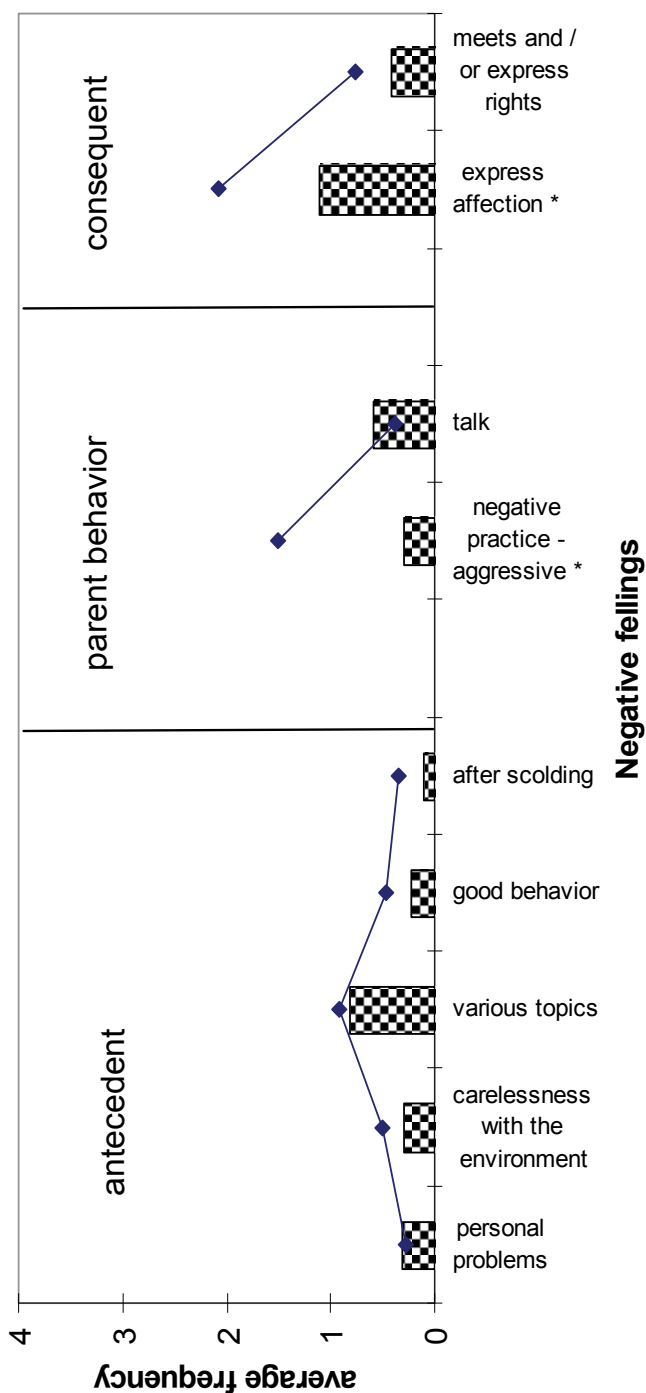 antecedent
parent behavior
consequent
average frequency
4
3
2
1
0
personal
problems
carelessness
with the
environment
various topics
good behavior
after scolding
negative
practice -
aggressive *
talk
express
affection *
meets and /
or express
rights
Negative fellings